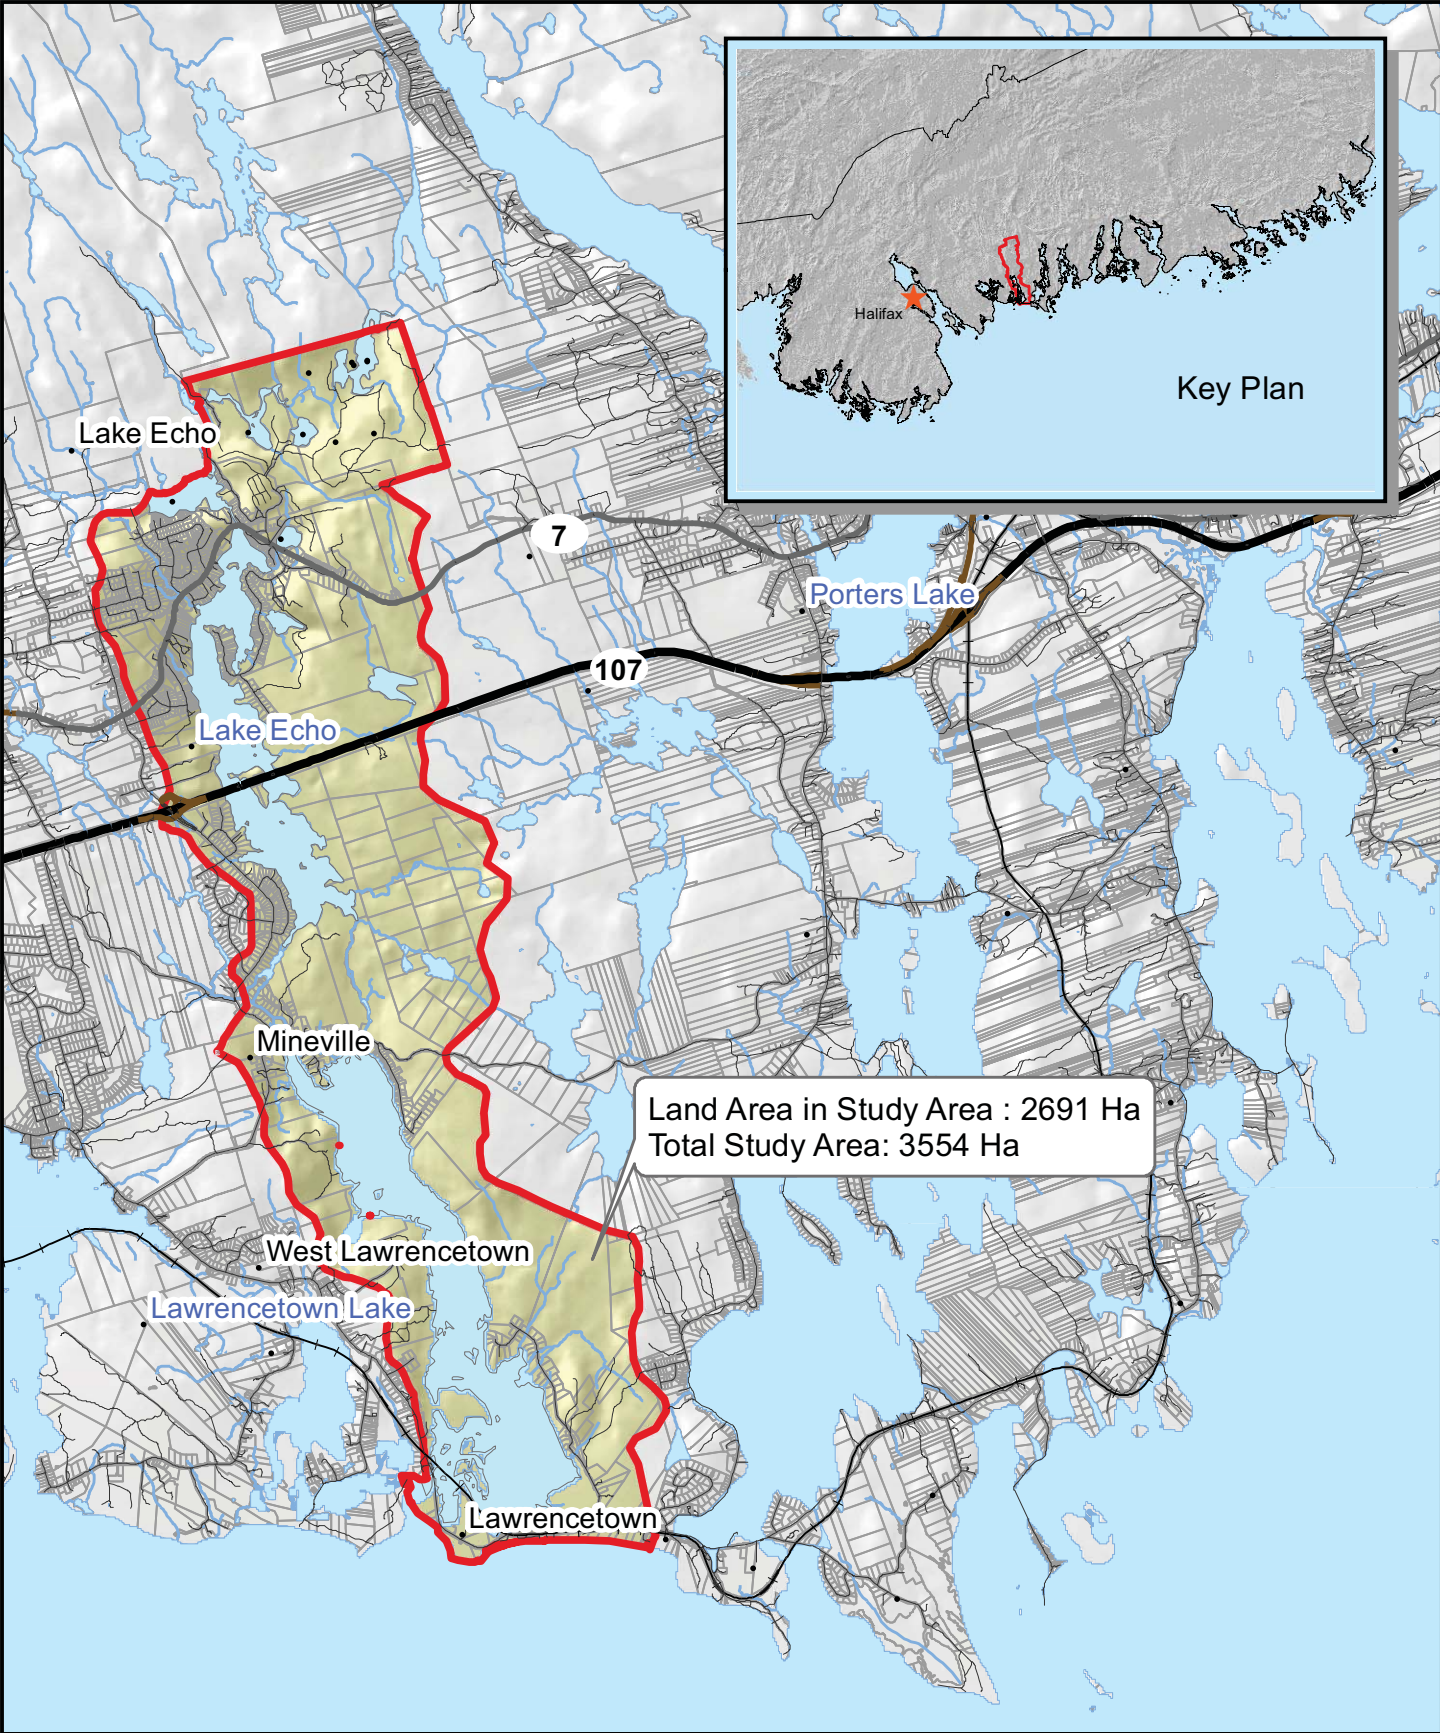 Halifax
Key Plan
Lake Echo
7
Porters Lake
107
Lake Echo
Mineville
Land Area in Study Area : 2691 Ha
Total Study Area: 3554 Ha
West Lawrencetown
Lawrencetown Lake
Lawrencetown